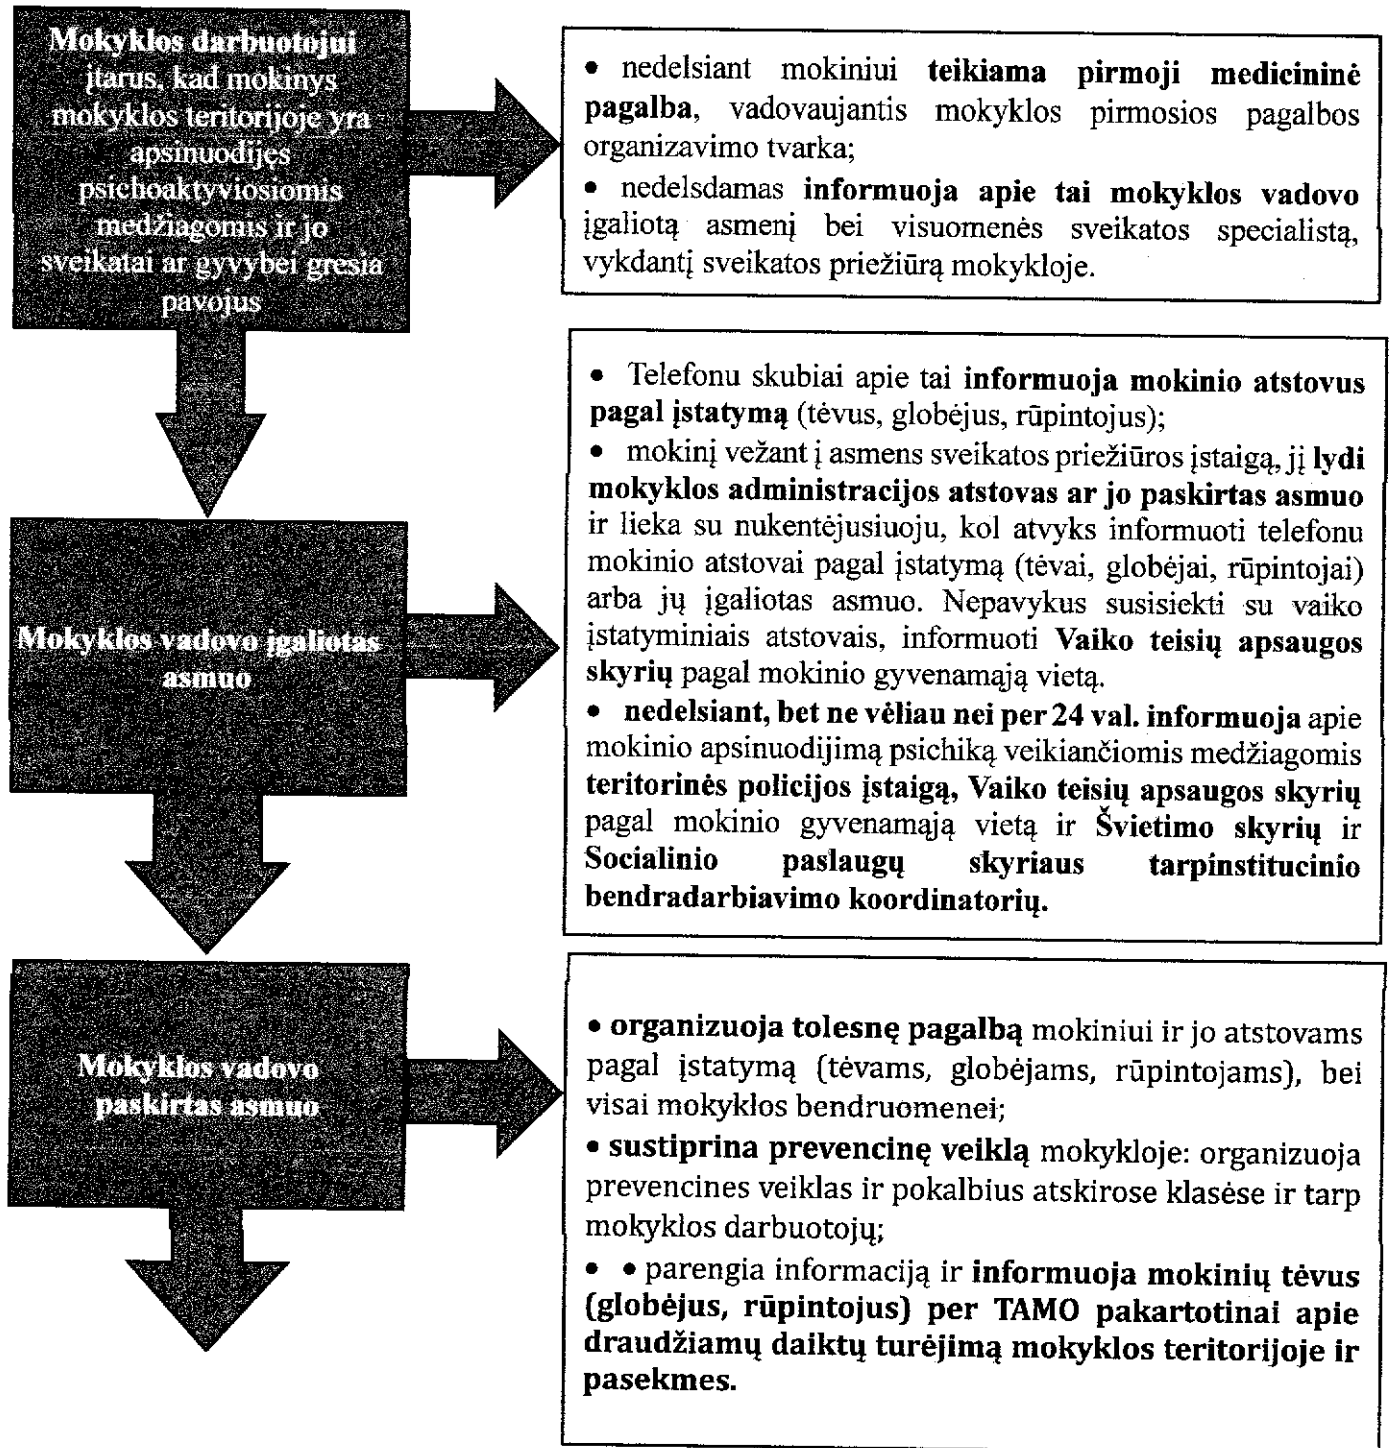 Mokyklos darbuotojui
įtarus, kad mokinys
mokyklos teritorijoje yra
apsinuodijęs
psichoaktyviosiomis
medžiagomis ir jo
sveikatai ar gyvybei gresia
pavojus
• nedelsiant mokiniui teikiama pirmoji medicininė
pagalba, vadovaujantis mokyklos pirmosios pagalbos
organizavimo tvarka;
• nedelsdamas informuoja apie tai mokyklos vadovo
įgaliotą asmenį bei visuomenės sveikatos specialistą,
vykdantį sveikatos priežiūrą mokykloje.
Mokyklos vadovo įgaliotas
asmuo
• Telefonu skubiai apie tai informuoja mokinio atstovus
pagal įstatymą (tėvus, globėjus, rūpintojus);
• mokinį vežant į asmens sveikatos priežiūros įstaigą, jį lydi
mokyklos administracijos atstovas ar jo paskirtas asmuo
ir lieka su nukentėjusiuoju, kol atvyks informuoti telefonu
mokinio atstovai pagal įstatymą (tėvai, globėjai, rūpintojai)
arba jų įgaliotas asmuo. Nepavykus susisiekti su vaiko
įstatyminiais atstovais, informuoti Vaiko teisių apsaugos
skyrių pagal mokinio gyvenamąją vietą.
• nedelsiant, bet ne vėliau nei per 24 val. informuoja apie
mokinio apsinuodijimą psichiką veikiančiomis medžiagomis
teritorinės policijos įstaigą, Vaiko teisių apsaugos skyrių
pagal mokinio gyvenamąją vietą ir Švietimo skyrių ir
Socialinio paslaugų skyriaus tarpinstitucinio
bendradarbiavimo koordinatorių.
Mokyklos vadovo
paskirtas asmuo
• organizuoja tolesnę pagalbą mokiniui ir jo atstovams
pagal įstatymą (tėvams, globėjams, rūpintojams), bei
visai mokyklos bendruomenei;
• sustiprina prevencinę veiklą mokykloje: organizuoja
prevencines veiklas ir pokalbius atskirose klasėse ir tarp
mokyklos darbuotojų;
• • parengia informaciją ir informuoja mokinių tėvus
(globėjus, rūpintojus) per TAMO pakartotinai apie
draudžiamų daiktų turėjimą mokyklos teritorijoje ir
pasekmes.